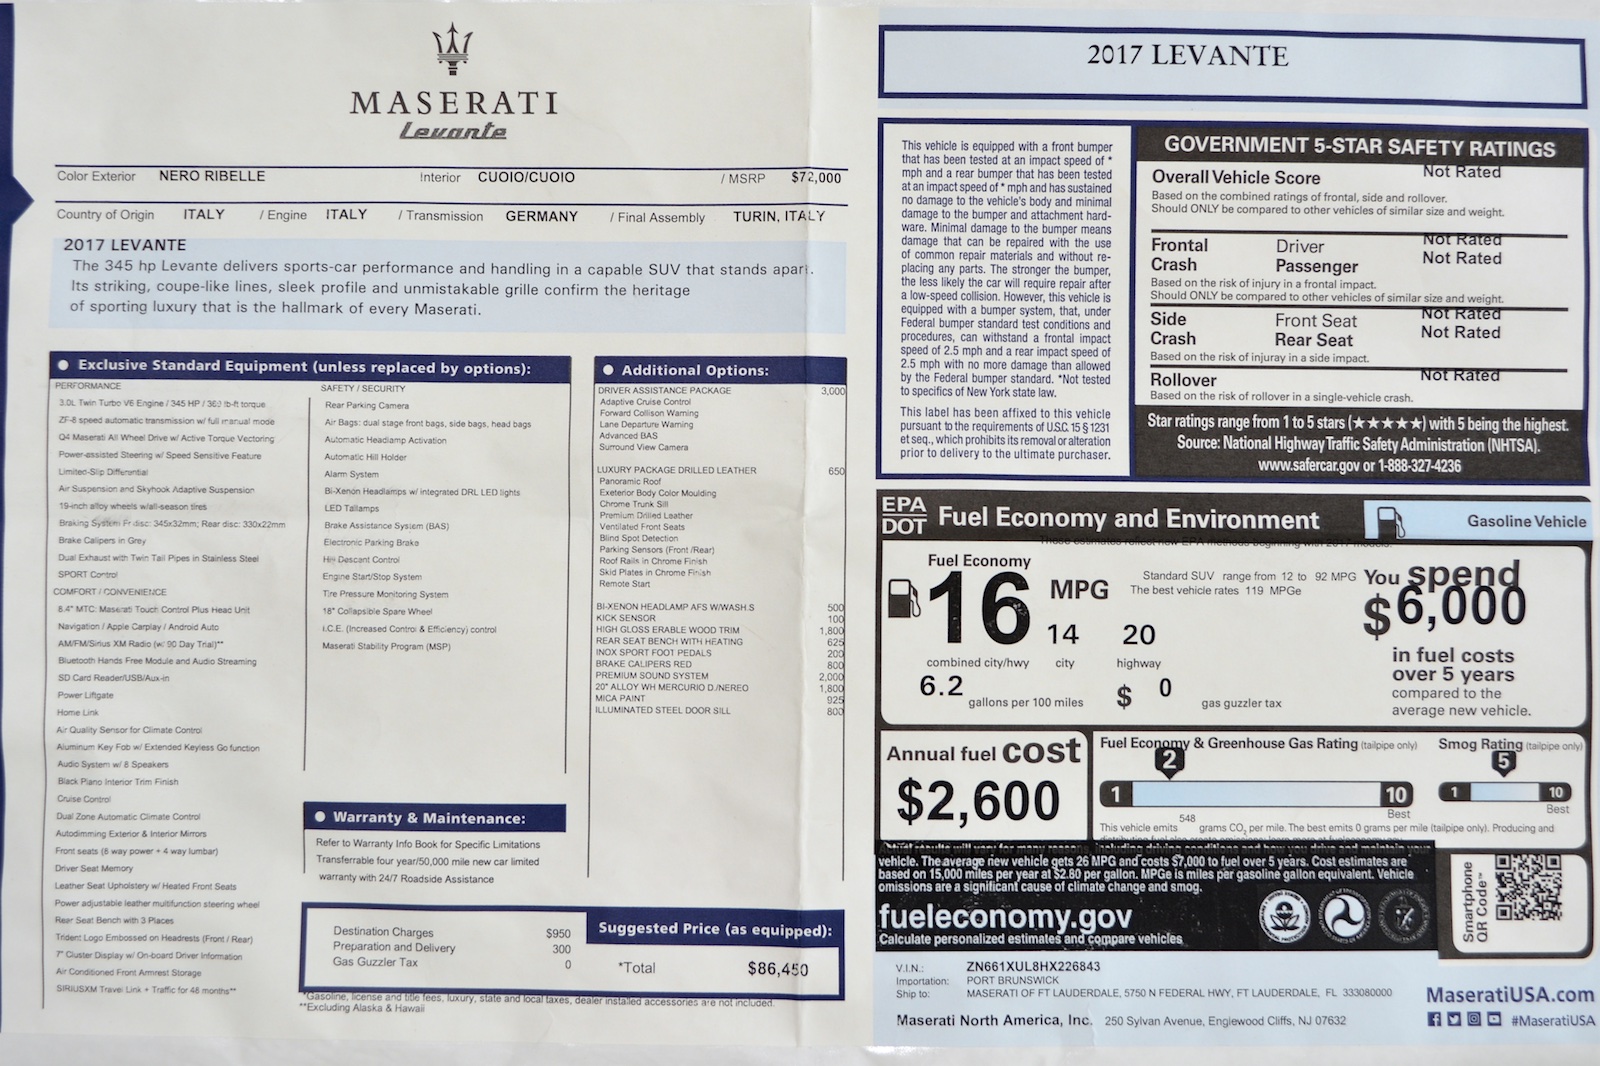 MASERATI
Levante
Color Exterior NERO RIBELLE Interior CUOIO/CUOIO / MSRP $72,000
Country of Origin ITALY / Engine ITALY / Transmission GERMANY / Final Assembly TURIN, ITALY
2017 LEVANTE
The 345 hp Levante delivers sports-car performance and handling in a capable SUV that stands apart.
Its striking, coupe-like lines, sleek profile and unmistakable grille confirm the heritage
of sporting luxury that is the hallmark of every Maserati.
● Exclusive Standard Equipment (unless replaced by options):
PERFORMANCE
3.0L Twin Turbo V6 Engine / 345 HP / lb-ft torque
ZF-8 speed automatic transmission w/ full manual mode
Q4 Maserati All Wheel Drive w/ Active Torque Vectoring
Power-assisted Steering w/ Speed Sensitive Feature
Limited-Slip Differential
Air Suspension and Skyhook Adaptive Suspension
19-inch alloy wheels w/all-season tires
Braking System Fr disc: 345x32mm; Rear disc: 330x22mm
Brake Calipers in Grey
Dual Exhaust with Twin Tail Pipes in Stainless Steel
SPORT Control
COMFORT / CONVENIENCE
8.4" MTC: Maserati Touch Control Plus Head Unit
Navigation / Apple Carplay / Android Auto
AM/FM/Sirius XM Radio (w/ 90 Day Trial)**
Bluetooth Hands Free Module and Audio Streaming
SD Card Reader/USB/Aux-in
Power Liftgate
Home Link
Air Quality Sensor for Climate Control
Aluminum Key Fob w/ Extended Keyless Go function
Audio System w/ 8 Speakers
Black Piano Interior Trim Finish
Cruise Control
Dual Zone Automatic Climate Control
Autodimming Exterior & Interior Mirrors
Front seats (8 way power + 4 way lumbar)
Driver Seat Memory
Leather Seat Upholstery w/ Heated Front Seats
Power adjustable leather multifunction steering wheel
Rear Seat Bench with 3 Places
Trident Logo Embossed on Headrests (Front / Rear)
7" Cluster Display w/ On-board Driver Information
Air Conditioned Front Armrest Storage
SIRIUSXM Travel Link + Traffic for 48 months**
SAFETY / SECURITY
Rear Parking Camera
Air Bags: dual stage front bags, side bags, head bags
Automatic Headlamp Activation
Automatic Hill Holder
Alarm System
Bi-Xenon Headlamps w/ integrated DRL LED lights
LED Taillamps
Brake Assistance System (BAS)
Electronic Parking Brake
Hill Descent Control
Engine Start/Stop System
Tire Pressure Monitoring System
18" Collapsible Spare Wheel
I.C.E. (Increased Control & Efficiency) control
Maserati Stability Program (MSP)
● Warranty & Maintenance:
Refer to Warranty Info Book for Specific Limitations
Transferrable four year/50,000 mile new car limited
warranty with 24/7 Roadside Assistance
● Additional Options:
DRIVER ASSISTANCE PACKAGE 3,000
Adaptive Cruise Control
Forward Collison Warning
Lane Departure Warning
Advanced BAS
Surround View Camera
LUXURY PACKAGE DRILLED LEATHER 650
Panoramic Roof
Exeterior Body Color Moulding
Chrome Trunk Sill
Premium Drilled Leather
Ventilated Front Seats
Blind Spot Detection
Parking Sensors (Front /Rear)
Roof Rails in Chrome Finish
Skid Plates in Chrome Finish
Remote Start
BI-XENON HEADLAMP AFS W/WASH.S 500
KICK SENSOR 100
HIGH GLOSS ERABLE WOOD TRIM 1,800
REAR SEAT BENCH WITH HEATING 625
INOX SPORT FOOT PEDALS 200
BRAKE CALIPERS RED 800
PREMIUM SOUND SYSTEM 2,000
20" ALLOY WH MERCURIO D./NEREO 1,800
MICA PAINT 925
ILLUMINATED STEEL DOOR SILL 800
Destination Charges $950
Preparation and Delivery 300
Gas Guzzler Tax 0
Suggested Price (as equipped):
*Total $86,450
*Gasoline, license and title fees, luxury, state and local taxes, dealer installed accessories are not included.
**Excluding Alaska & Hawaii
2017 LEVANTE
This vehicle is equipped with a front bumper
that has been tested at an impact speed of *
mph and a rear bumper that has been tested
at an impact speed of * mph and has sustained
no damage to the vehicle's body and minimal
damage to the bumper and attachment hard-
ware. Minimal damage to the bumper means
damage that can be repaired with the use
of common repair materials and without re-
placing any parts. The stronger the bumper,
the less likely the car will require repair after
a low-speed collision. However, this vehicle is
equipped with a bumper system, that, under
Federal bumper standard test conditions and
procedures, can withstand a frontal impact
speed of 2.5 mph and a rear impact speed of
2.5 mph with no more damage than allowed
by the Federal bumper standard. *Not tested
to specifics of New York state law.
This label has been affixed to this vehicle
pursuant to the requirements of U.S.C. 15 § 1231
et seq., which prohibits its removal or alteration
prior to delivery to the ultimate purchaser.
GOVERNMENT 5-STAR SAFETY RATINGS
Overall Vehicle Score Not Rated
Based on the combined ratings of frontal, side and rollover.
Should ONLY be compared to other vehicles of similar size and weight.
Frontal Driver Not Rated
Crash Passenger Not Rated
Based on the risk of injury in a frontal impact.
Should ONLY be compared to other vehicles of similar size and weight.
Side Front Seat Not Rated
Crash Rear Seat Not Rated
Based on the risk of injuray in a side impact.
Rollover Not Rated
Based on the risk of rollover in a single-vehicle crash.
Star ratings range from 1 to 5 stars (★★★★★) with 5 being the highest.
Source: National Highway Traffic Safety Administration (NHTSA).
www.safercar.gov or 1-888-327-4236
EPA
DOT Fuel Economy and Environment Gasoline Vehicle
These estimates reflect new EPA methods beginning with 2017 models.
Fuel Economy
16 MPG
14 20
combined city/hwy city highway
6.2 gallons per 100 miles
$ 0 gas guzzler tax
Standard SUV range from 12 to 92 MPG
The best vehicle rates 119 MPGe
You spend
$6,000
in fuel costs
over 5 years
compared to the
average new vehicle.
Annual fuel cost
$2,600
Fuel Economy & Greenhouse Gas Rating (tailpipe only)
2
1 10
Best
Smog Rating (tailpipe only)
5
1 10
Best
This vehicle emits 548 grams CO2 per mile. The best emits 0 grams per mile (tailpipe only). Producing and
Actual results will vary for many reasons, including driving conditions and how you drive and maintain your
vehicle. The average new vehicle gets 26 MPG and costs $7,000 to fuel over 5 years. Cost estimates are
based on 15,000 miles per year at $2.80 per gallon. MPGe is miles per gasoline gallon equivalent. Vehicle
omissions are a significant cause of climate change and smog.
fueleconomy.gov
Calculate personalized estimates and compare vehicles
Smartphone
QR Code™
V.I.N.: ZN661XUL8HX226843
Importation: PORT BRUNSWICK
Ship to: MASERATI OF FT LAUDERDALE, 5750 N FEDERAL HWY, FT LAUDERDALE, FL 333080000
Maserati North America, Inc. 250 Sylvan Avenue, Englewood Cliffs, NJ 07632
MaseratiUSA.com
#MaseratiUSA